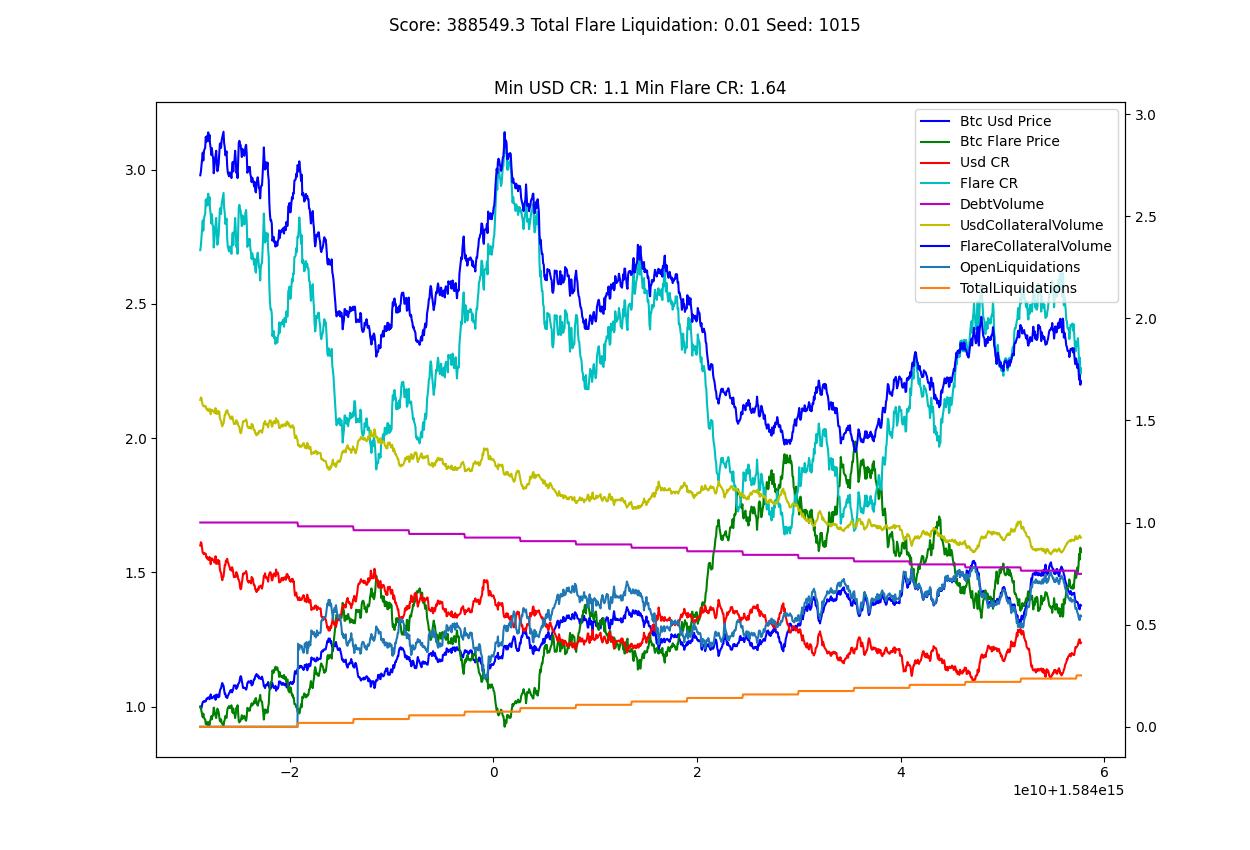 Score: 388549.3 Total Flare Liquidation: 0.01 Seed: 1015
Min USD CR: 1.1 Min Flare CR: 1.64
Btc Usd Price
Btc Flare Price
Usd CR
Flare CR
DebtVolume
UsdCollateralVolume
FlareCollateralVolume
OpenLiquidations
TotalLiquidations
3.0
2.5
2.0
1.5
1.0
3.0
2.5
2.0
1.5
1.0
0.5
0.0
−2
0
2
4
6
1e10+1.584e15